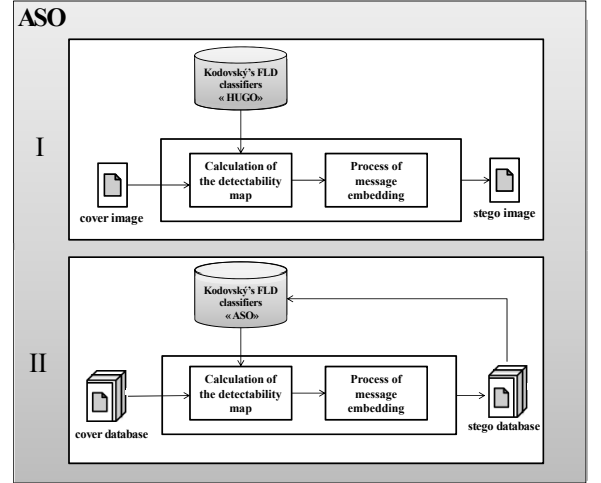 ASO
I
Kodovský's FLD
classifiers
« HUGO»
Calculation of
the detectability
map
Process of
message
embedding
cover image
stego image
II
Kodovský's FLD
classifiers
« ASO»
Calculation of
the detectability
map
Process of
message
embedding
cover database
stego database